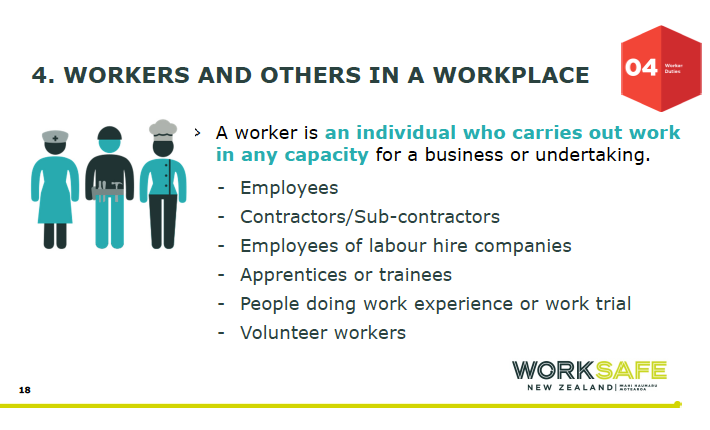 4. WORKERS AND OTHERS IN A WORKPLACE
04 Worker
Duties
> A worker is an individual who carries out work
in any capacity for a business or undertaking.
- Employees
- Contractors/Sub-contractors
- Employees of labour hire companies
- Apprentices or trainees
- People doing work experience or work trial
- Volunteer workers
WORKSAFE
NEW ZEALAND | MAHI HAUMARU
AOTEAROA
18